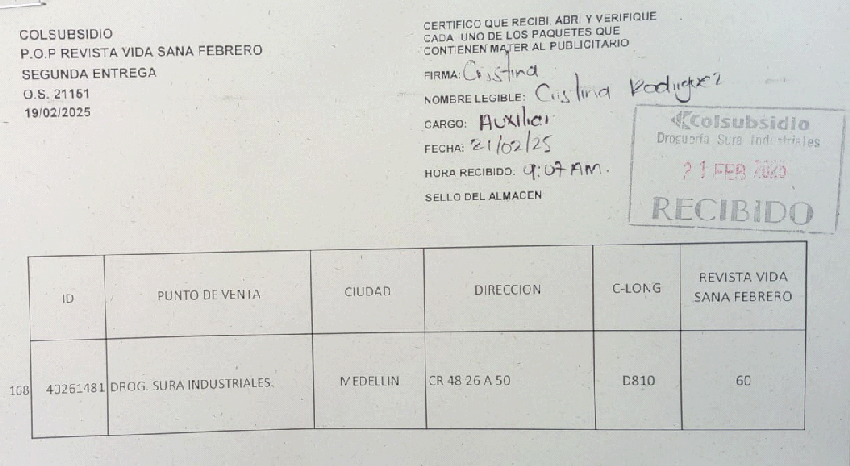 COLSUBSIDIO
P.O.P REVISTA VIDA SANA FEBRERO
SEGUNDA ENTREGA
O.S. 21161
19/02/2025
CERTIFICO QUE RECIBI, ABRI Y VERIFIQUE
CADA UNO DE LOS PAQUETES QUE
CONTIENEN MATERIAL PUBLICITARIO
FIRMA: Cristina
NOMBRE LEGIBLE: Cristina Rodriguez
CARGO: Auxiliar
FECHA: 21/02/25
HORA RECIBIDO: 9:07 AM.
SELLO DEL ALMACEN
Colsubsidio
Droguería Sura Industriales
21 FEB 2025
RECIBIDO
ID PUNTO DE VENTA CIUDAD DIRECCION C-LONG REVISTA VIDA
SANA FEBRERO
168 40261481 DROG. SURA INDUSTRIALES. MEDELLIN CR 48 26 A 50 D810 60